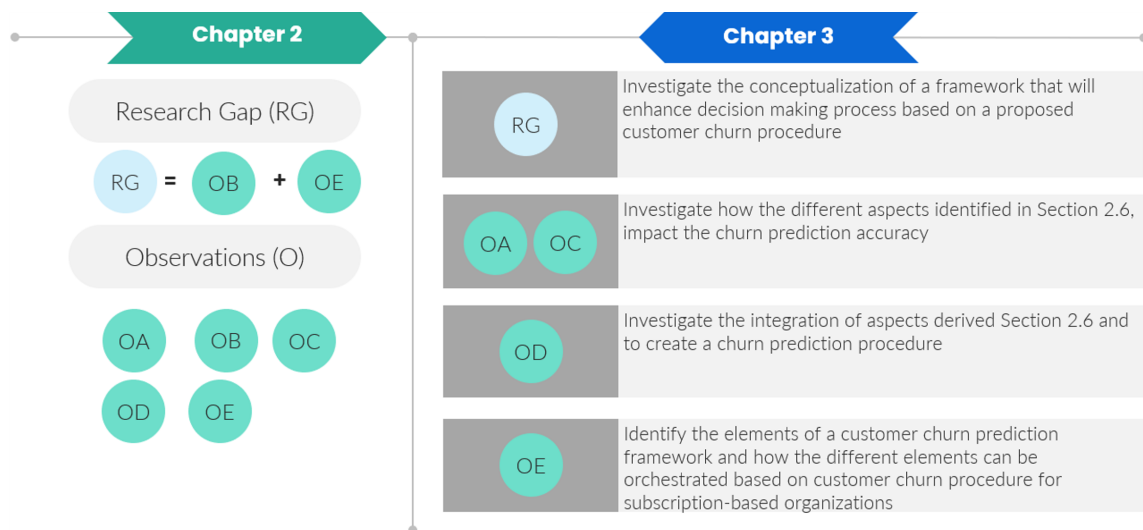 Chapter 2
Research Gap (RG)
RG = OB + OE
Observations (O)
OA OB OC
OD OE
Chapter 3
RG
Investigate the conceptualization of a framework that will
enhance decision making process based on a proposed
customer churn procedure
OA OC
Investigate how the different aspects identified in Section 2.6,
impact the churn prediction accuracy
OD
Investigate the integration of aspects derived Section 2.6 and
to create a churn prediction procedure
OE
Identify the elements of a customer churn prediction
framework and how the different elements can be
orchestrated based on customer churn procedure for
subscription-based organizations